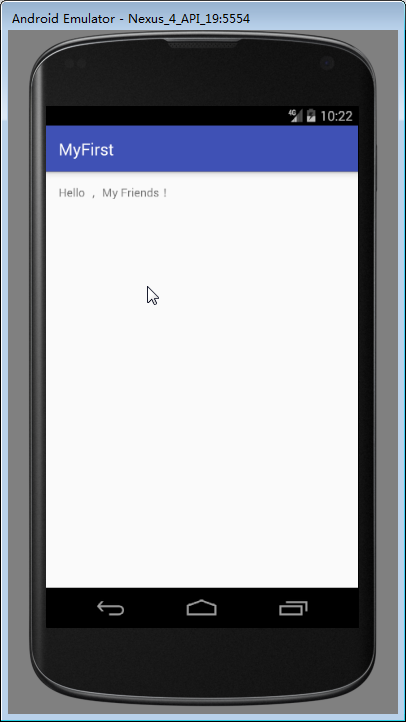 Android Emulator - Nexus_4_API_19:5554
4G 10:22
MyFirst
Hello ， My Friends！